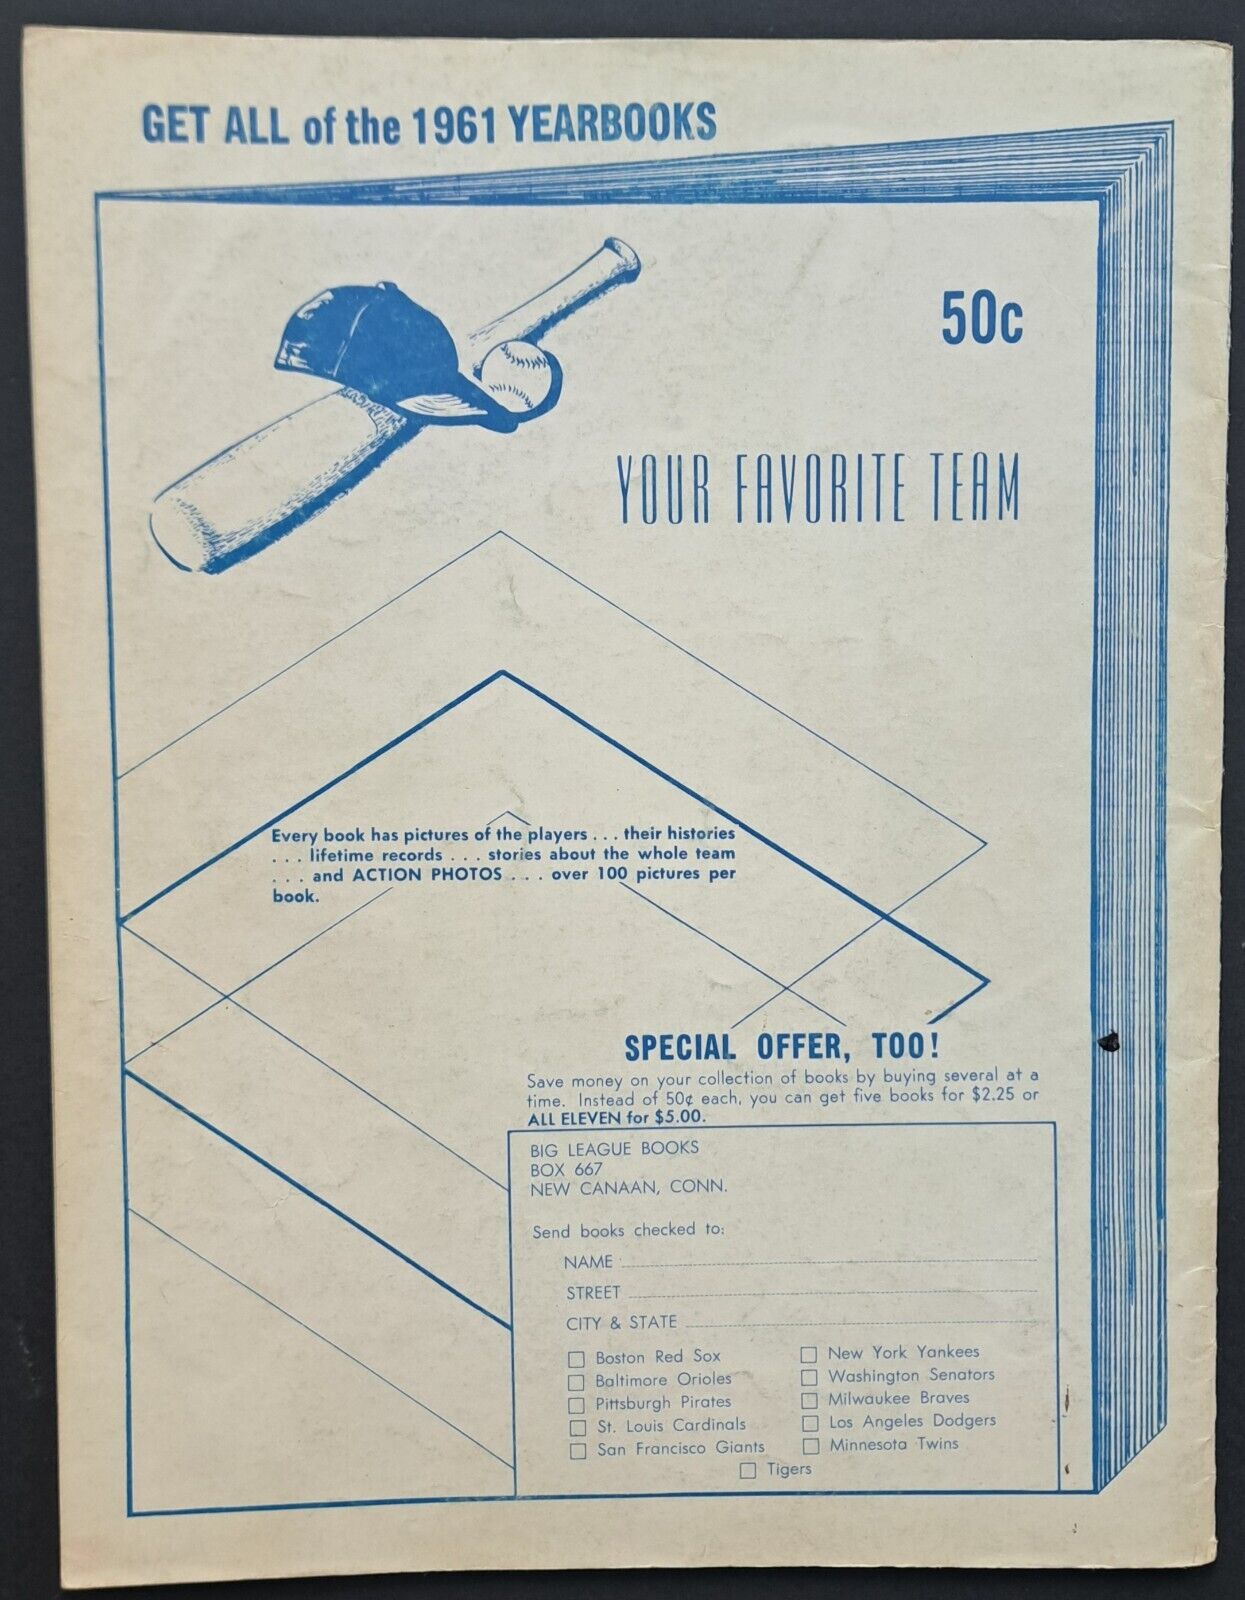 GET ALL of the 1961 YEARBOOKS
50c
YOUR FAVORITE TEAM
Every book has pictures of the players . . . their histories
. . . lifetime records . . . stories about the whole team
. . . and ACTION PHOTOS . . . over 100 pictures per
book.
SPECIAL OFFER, TOO!
Save money on your collection of books by buying several at a
time. Instead of 50¢ each, you can get five books for $2.25 or
ALL ELEVEN for $5.00.
BIG LEAGUE BOOKS
BOX 667
NEW CANAAN, CONN.
Send books checked to:
NAME
STREET
CITY & STATE
Boston Red Sox
Baltimore Orioles
Pittsburgh Pirates
St. Louis Cardinals
San Francisco Giants
New York Yankees
Washington Senators
Milwaukee Braves
Los Angeles Dodgers
Minnesota Twins
Tigers